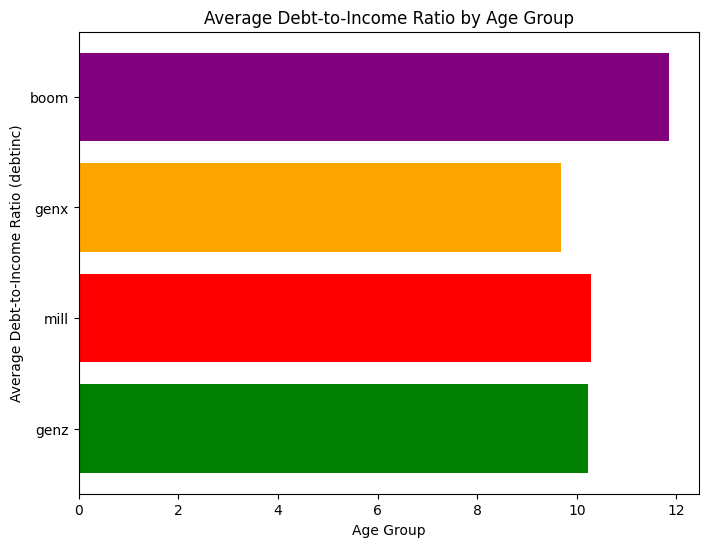 Average Debt-to-Income Ratio by Age Group
Average Debt-to-Income Ratio (debtinc)
boom
genx
mill
genz
0 2 4 6 8 10 12
Age Group